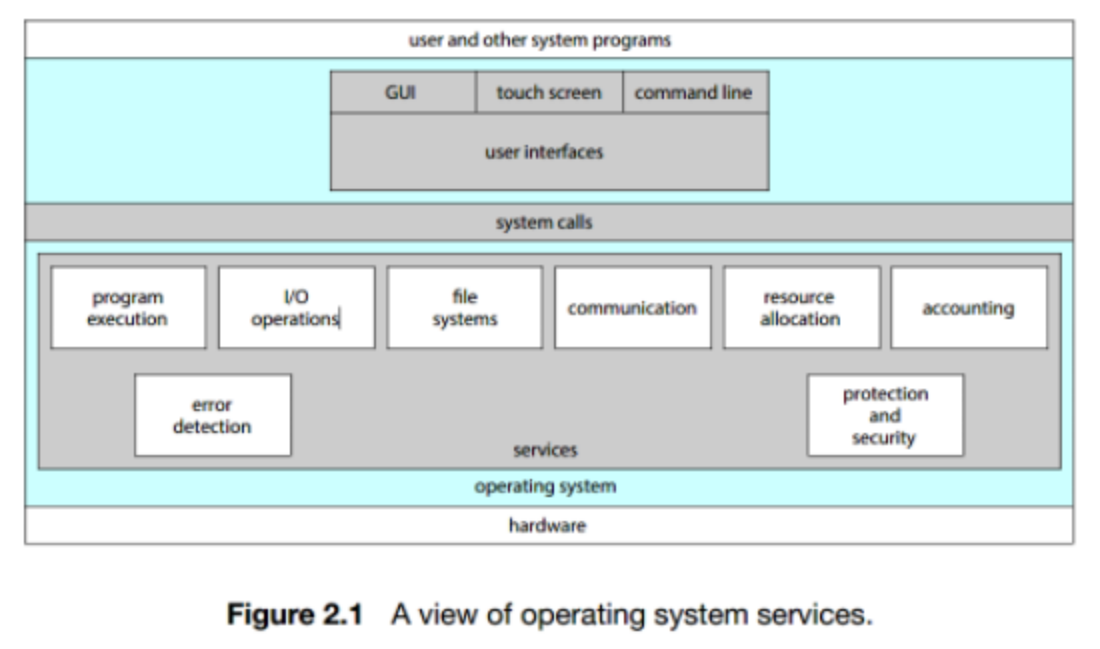 user and other system programs
GUI
touch screen
command line
user interfaces
system calls
program
execution
I/O
operations
file
systems
communication
resource
allocation
accounting
error
detection
protection
and
security
services
operating system
hardware
Figure 2.1 A view of operating system services.